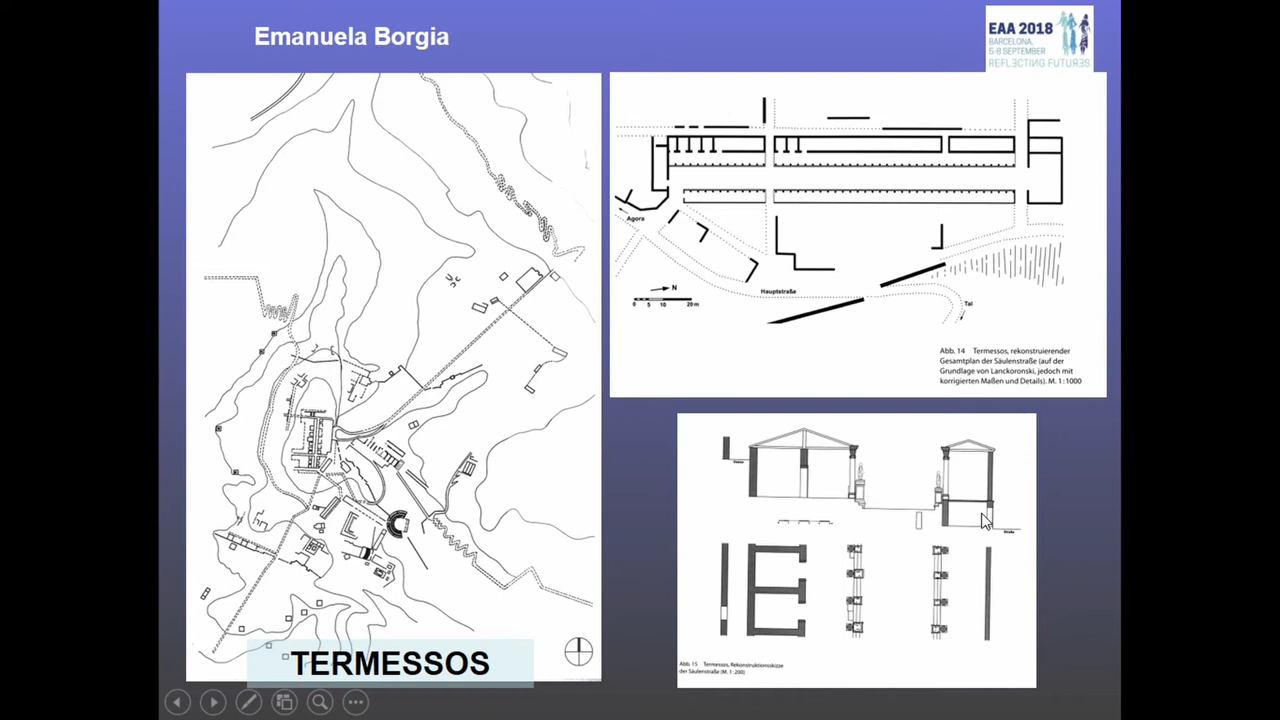 Emanuela Borgia
EAA 2018
BARCELONA,
5-8 SEPTEMBER
REFLECTING FUTURES
Agora
N
0 5 10 20 m
Hauptstraße
Tal
Abb. 14 Termessos, rekonstruierender
Gesamtplan der Säulenstraße (auf der
Grundlage von Lanckoronski, jedoch mit
korrigierten Maßen und Details). M. 1 : 1000
Straße
Abb. 15 Termessos, Rekonstruktionsskizze
der Säulenstraße (M. 1 : 200)
TERMESSOS